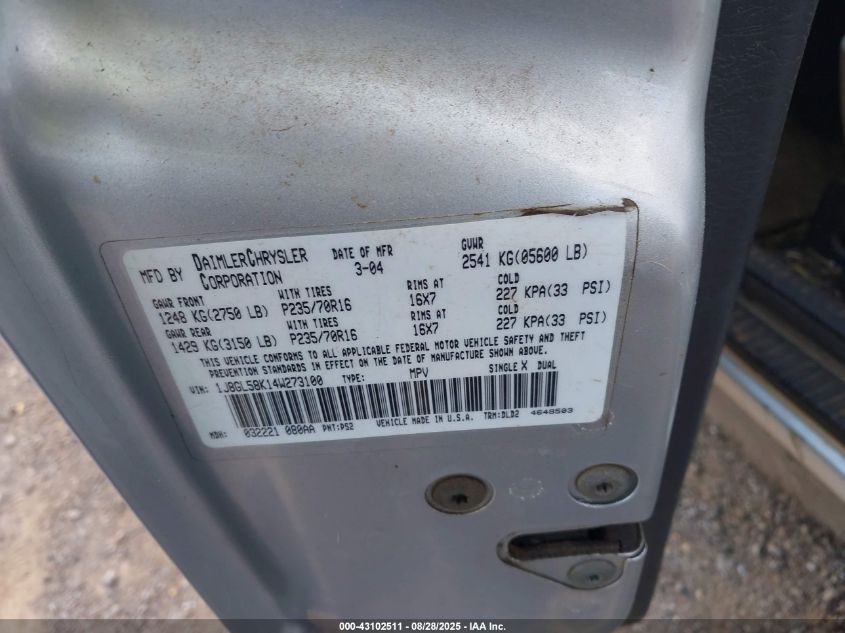 MFD BY DAIMLERCHRYSLER CORPORATION DATE OF MFR 3-04 GVWR 2541 KG(05600 LB)
GAWR FRONT WITH TIRES RIMS AT COLD
1248 KG(2750 LB) P235/70R16 16X7 227 KPA(33 PSI)
GAWR REAR WITH TIRES RIMS AT COLD
1429 KG(3150 LB) P235/70R16 16X7 227 KPA(33 PSI)
THIS VEHICLE CONFORMS TO ALL APPLICABLE FEDERAL MOTOR VEHICLE SAFETY AND THEFT
PREVENTION STANDARDS IN EFFECT ON THE DATE OF MANUFACTURE SHOWN ABOVE.
VIN: 1J8GL58K14W273100 TYPE: MPV SINGLE X DUAL
MDH: 032221 080AA PNT:PS2 VEHICLE MADE IN U.S.A. TRM:DLD2 4648503
000-43102511 - 08/28/2025 - IAA Inc.